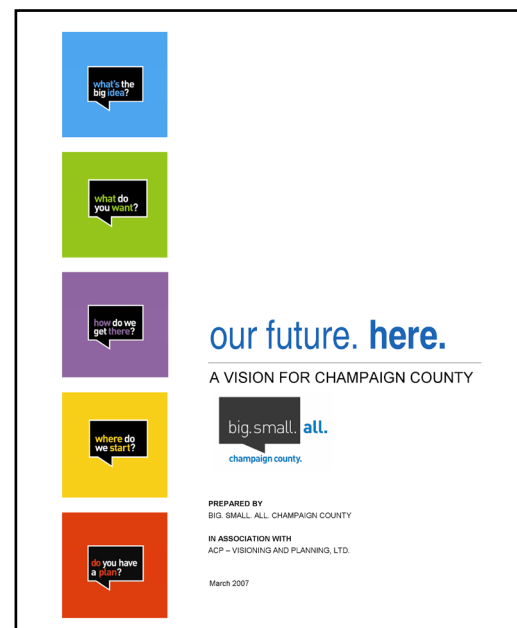 what's the
big idea?
what do
you want?
how do we
get there?
where do
we start?
do you have
a plan?
our future. here.
A VISION FOR CHAMPAIGN COUNTY
big.small. all.
champaign county.
PREPARED BY
BIG. SMALL. ALL. CHAMPAIGN COUNTY
IN ASSOCIATION WITH
ACP – VISIONING AND PLANNING, LTD.
March 2007